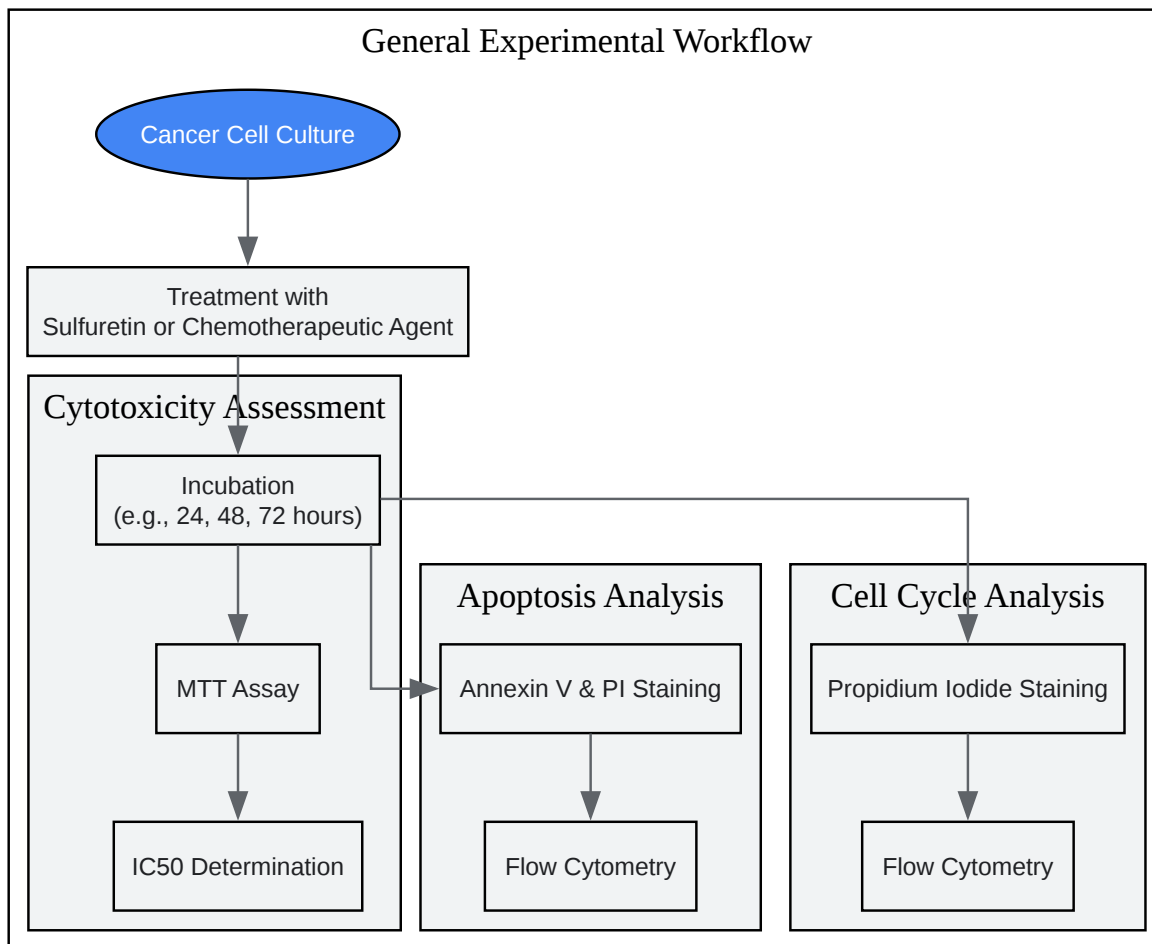 General Experimental Workflow
Cancer Cell Culture
Treatment with
Sulfuretin or Chemotherapeutic Agent
Cytotoxicity Assessment
Incubation
(e.g., 24, 48, 72 hours)
MTT Assay
IC50 Determination
Apoptosis Analysis
Annexin V & PI Staining
Flow Cytometry
Cell Cycle Analysis
Propidium Iodide Staining
Flow Cytometry